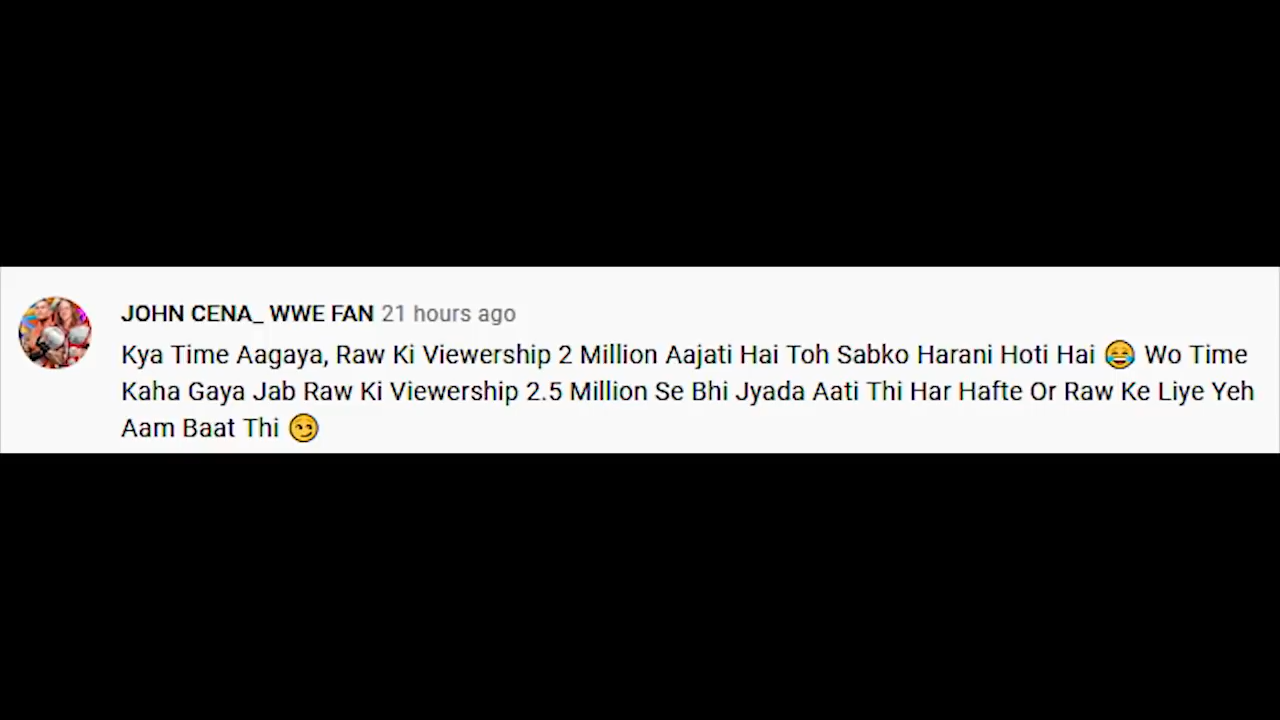 JOHN CENA_ WWE FAN 21 hours ago
Kya Time Aagaya, Raw Ki Viewership 2 Million Aajati Hai Toh Sabko Harani Hoti Hai 😂 Wo Time
Kaha Gaya Jab Raw Ki Viewership 2.5 Million Se Bhi Jyada Aati Thi Har Hafte Or Raw Ke Liye Yeh
Aam Baat Thi 😏